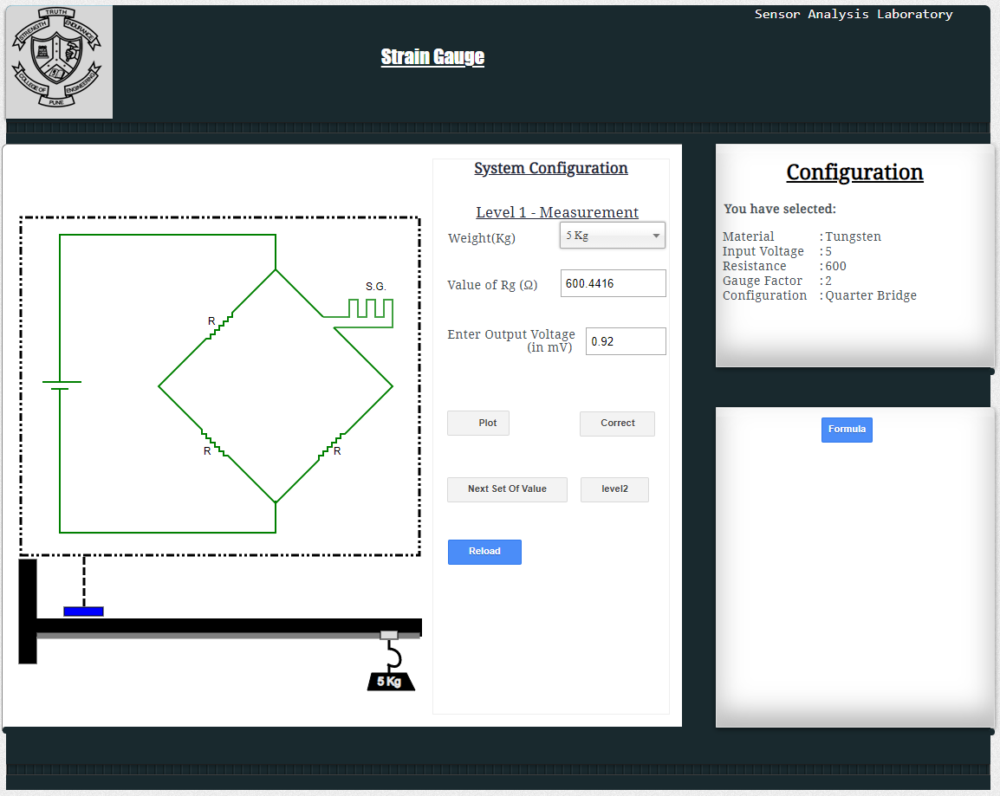 TRUTH
STRENGTH
ENDURANCE
COLLEGE OF
ENGINEERING
PUNE
Sensor Analysis Laboratory
Strain Gauge
System Configuration
Level 1 - Measurement
Weight(Kg) 5 Kg
Value of Rg (Ω) 600.4416
Enter Output Voltage 0.92
(in mV)
Plot Correct
Next Set Of Value level2
Reload
S.G.
R
R
R
5 Kg
Configuration
You have selected:
Material : Tungsten
Input Voltage : 5
Resistance : 600
Gauge Factor : 2
Configuration : Quarter Bridge
Formula